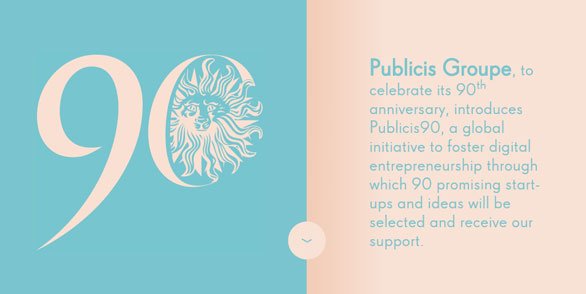 90
Publicis Groupe, to
celebrate its 90th
anniversary, introduces
Publicis90, a global
initiative to foster digital
entrepreneurship through
which 90 promising start-
ups and ideas will be
selected and receive our
support.